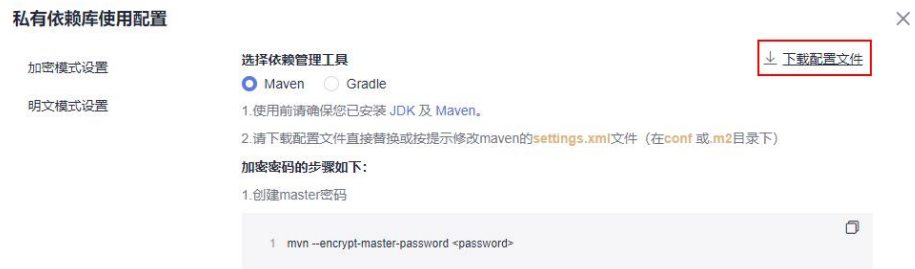 私有依赖库使用配置
加密模式设置
明文模式设置
选择依赖管理工具
下载配置文件
Maven Gradle
1.使用前请确保您已安装 JDK 及 Maven。
2.请下载配置文件直接替换或按提示修改maven的settings.xml文件（在conf 或.m2目录下）
加密密码的步骤如下：
1.创建master密码
1 mvn --encrypt-master-password <password>